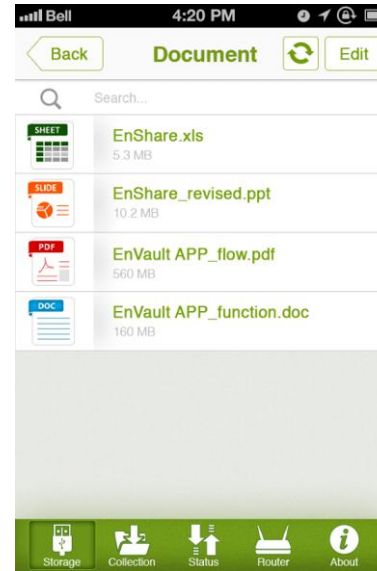 Bell 4:20 PM
Back Document Edit
Search...
SHEET
EnShare.xls
5.3 MB
SLIDE
EnShare_revised.ppt
10.2 MB
PDF
EnVault APP_flow.pdf
560 MB
DOC
EnVault APP_function.doc
160 MB
Storage Collection Status Router About